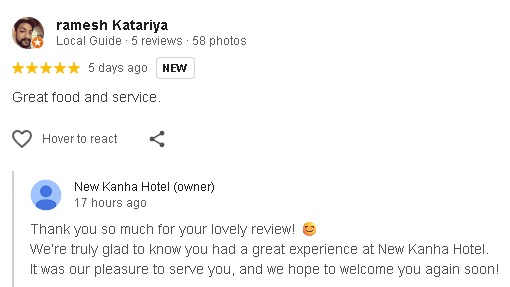 ramesh Katariya
Local Guide · 5 reviews · 58 photos
5 days ago NEW
Great food and service.
Hover to react
New Kanha Hotel (owner)
17 hours ago
Thank you so much for your lovely review! 😊
We're truly glad to know you had a great experience at New Kanha Hotel.
It was our pleasure to serve you, and we hope to welcome you again soon!